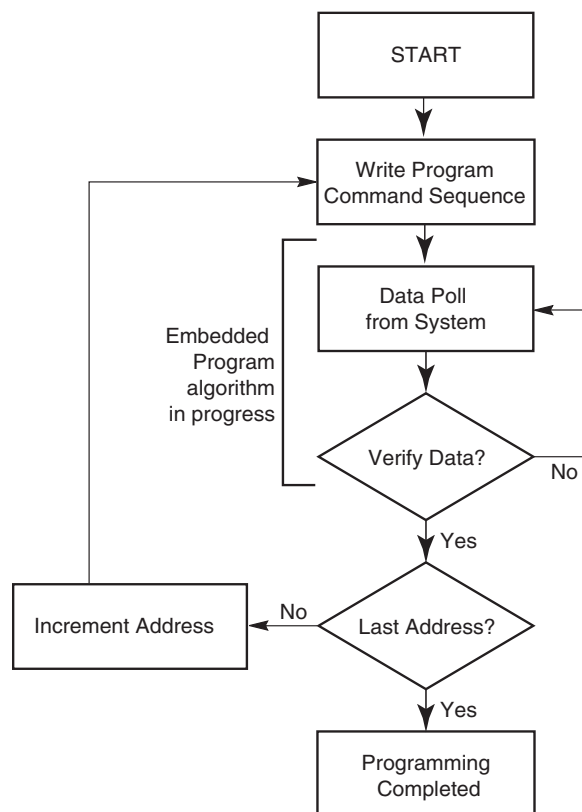 START
Write Program
Command Sequence
Data Poll
from System
Embedded
Program
algorithm
in progress
Verify Data?
No
Yes
Last Address?
No
Increment Address
Yes
Programming
Completed